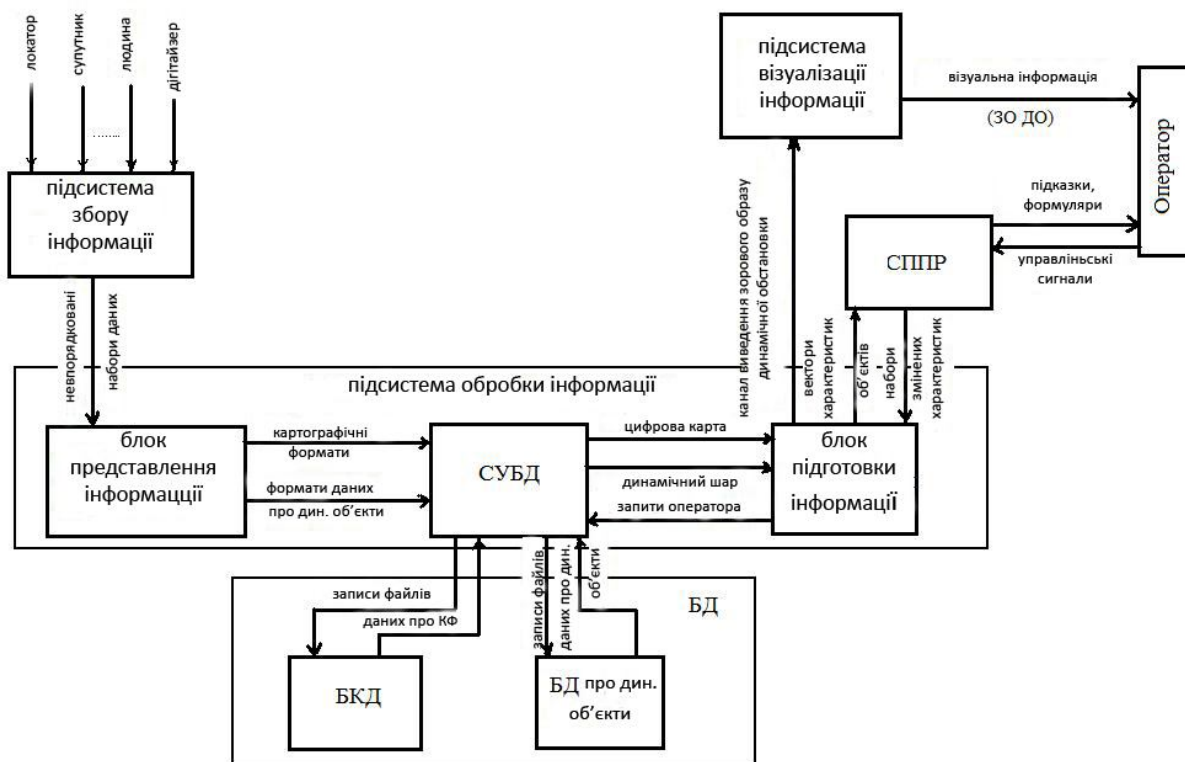 локатор
супутник
людина
дігітайзер
........
підсистема
збору
інформації
невпорядковані
набори даних
підсистема
візуалізації
інформації
візуальна інформація
(ЗО ДО)
Оператор
підказки,
формуляри
управліньські
сигнали
СППР
канал виведення зорового образу
динамічної обстановки
вектори
характеристик
об’єктів
набори
змінених
характеристик
підсистема обробки інформації
блок
представлення
інформацції
картографічні
формати
формати даних
про дин. об’єкти
СУБД
цифрова карта
динамічний шар
запити оператора
блок
підготовки
інформації
записи файлів
даних про КФ
записи файлів
даних про дин.
об’єкти
БД
БКД
БД про дин.
об’єкти